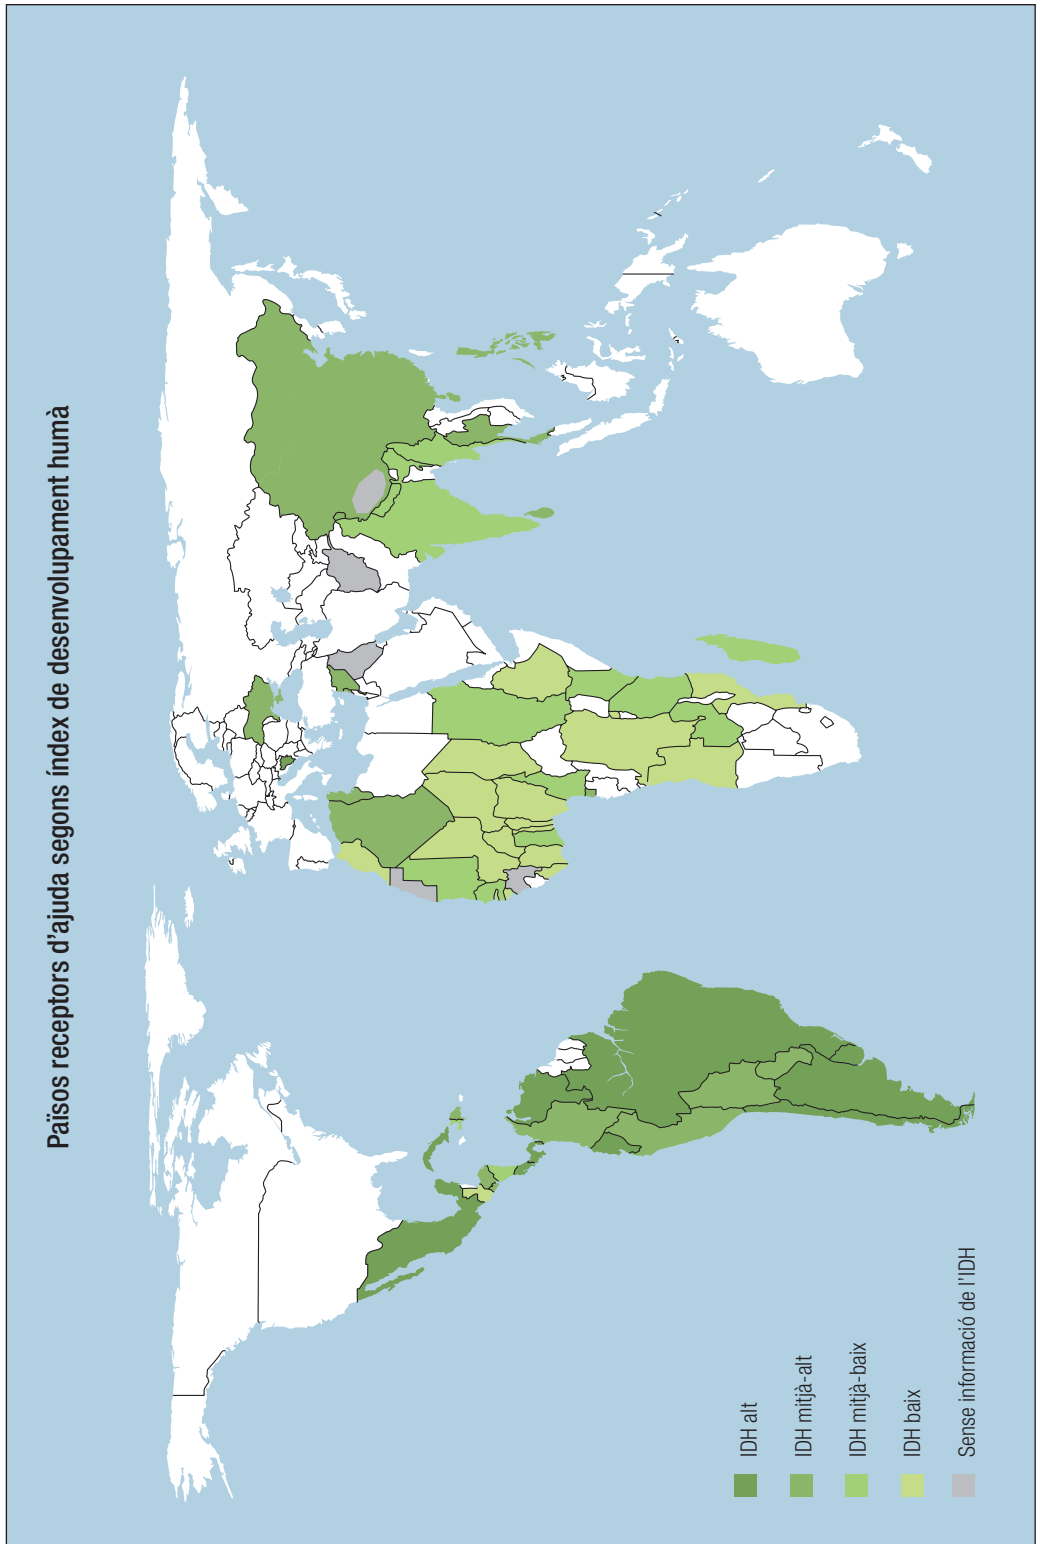 Països receptors d'ajuda segons índex de desenvolupament humà
IDH alt
IDH mitjà-alt
IDH mitjà-baix
IDH baix
Sense informació de l'IDH